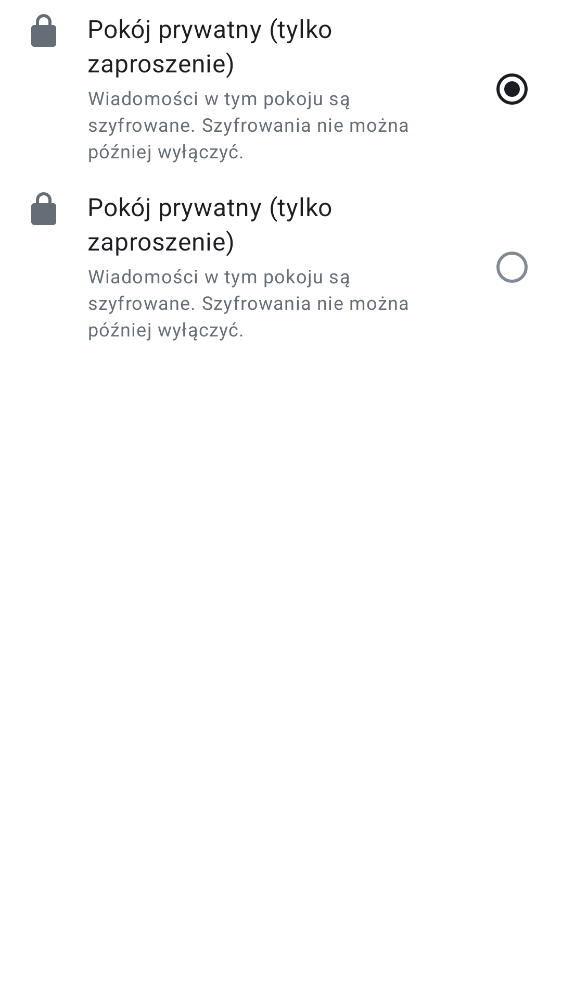 Pokój prywatny (tylko
zaproszenie)
Wiadomości w tym pokoju są
szyfrowane. Szyfrowania nie można
później wyłączyć.
Pokój prywatny (tylko
zaproszenie)
Wiadomości w tym pokoju są
szyfrowane. Szyfrowania nie można
później wyłączyć.